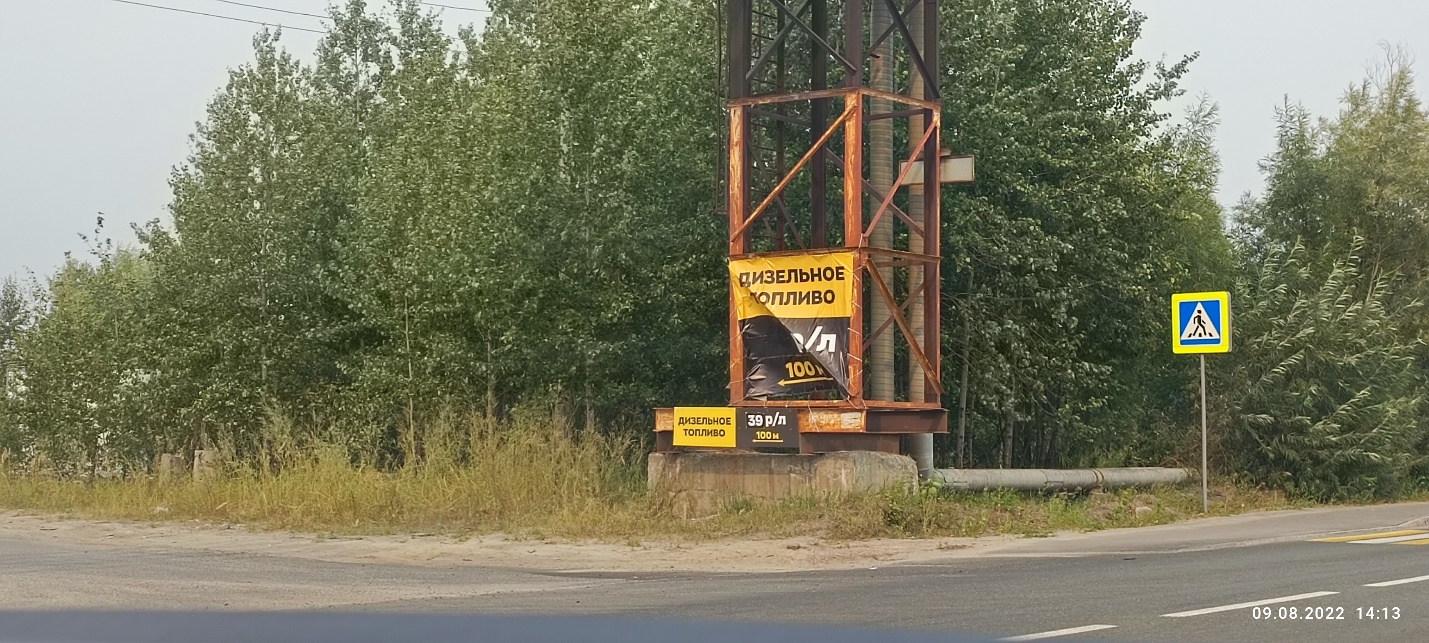 ДИЗЕЛЬНОЕ
ТОПЛИВО
р/л
100
ДИЗЕЛЬНОЕ
ТОПЛИВО
39 р/л
100 м
09.08.2022 14:13